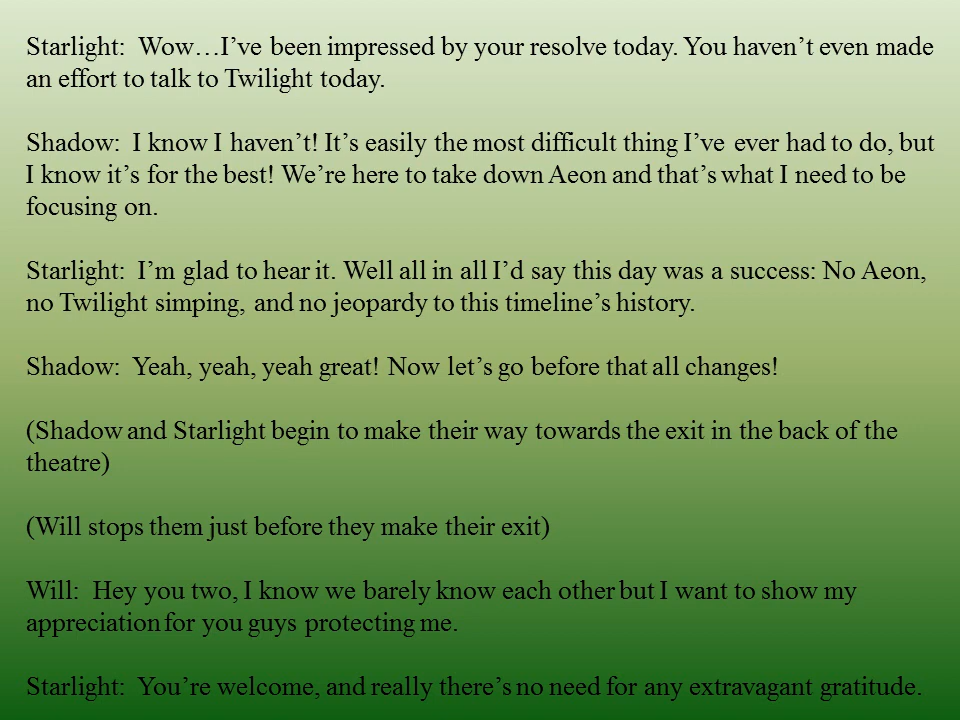 Starlight:  Wow…I’ve been impressed by your resolve today. You haven’t even made
an effort to talk to Twilight today.
Shadow:  I know I haven’t! It’s easily the most difficult thing I’ve ever had to do, but
I know it’s for the best! We’re here to take down Aeon and that’s what I need to be
focusing on.
Starlight:  I’m glad to hear it. Well all in all I’d say this day was a success: No Aeon,
no Twilight simping, and no jeopardy to this timeline’s history.
Shadow:  Yeah, yeah, yeah great! Now let’s go before that all changes!
(Shadow and Starlight begin to make their way towards the exit in the back of the
theatre)
(Will stops them just before they make their exit)
Will:  Hey you two, I know we barely know each other but I want to show my
appreciation for you guys protecting me.
Starlight:  You’re welcome, and really there’s no need for any extravagant gratitude.